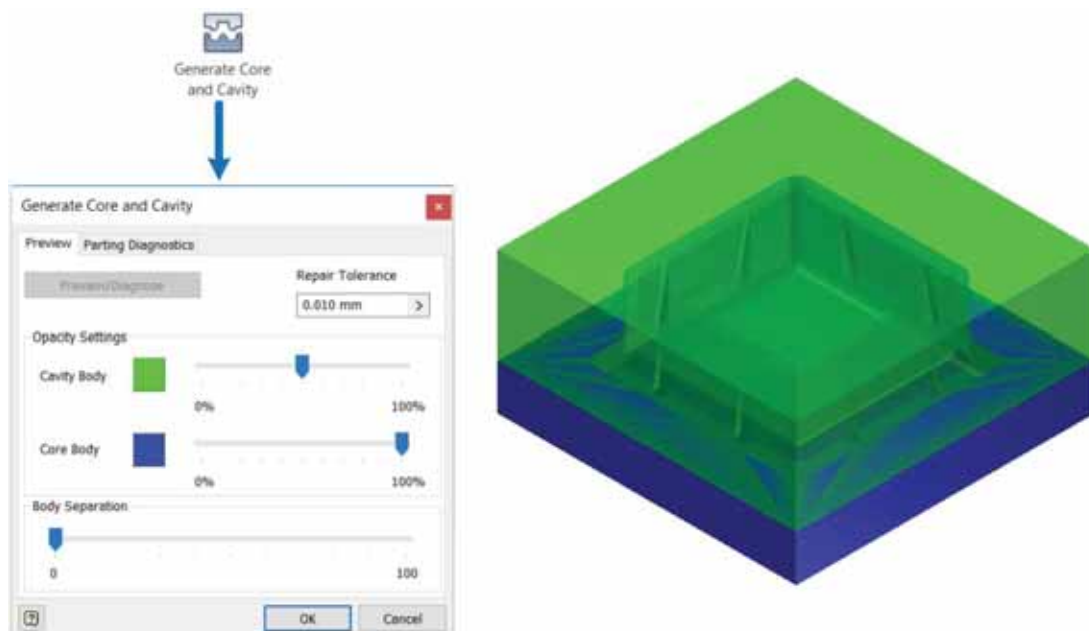 Generate Core
and Cavity
Generate Core and Cavity
Preview Parting Diagnostics
Preview/Diagnose
Repair Tolerance
0.010 mm >
Opacity Settings
Cavity Body
0% 100%
Core Body
0% 100%
Body Separation
0 100
? OK Cancel